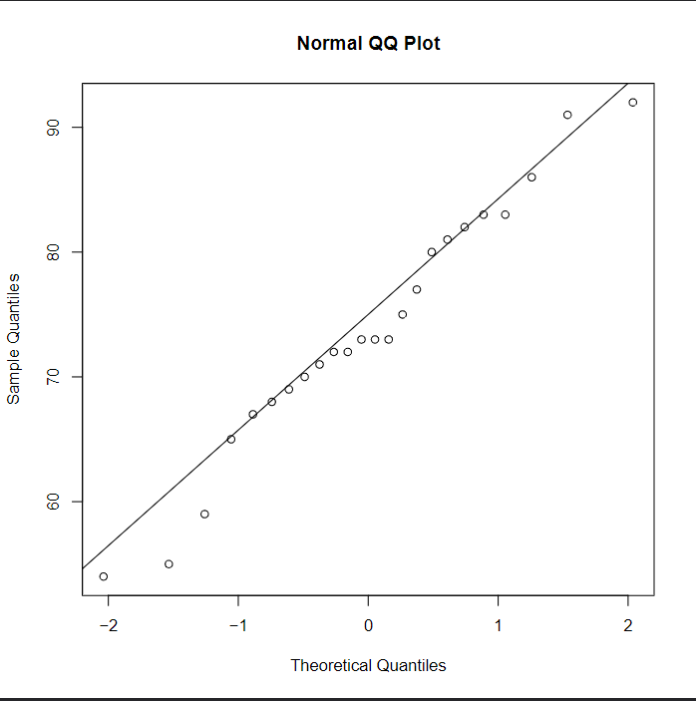 Normal QQ Plot
90
80
70
60
Sample Quantiles
−2 −1 0 1 2
Theoretical Quantiles